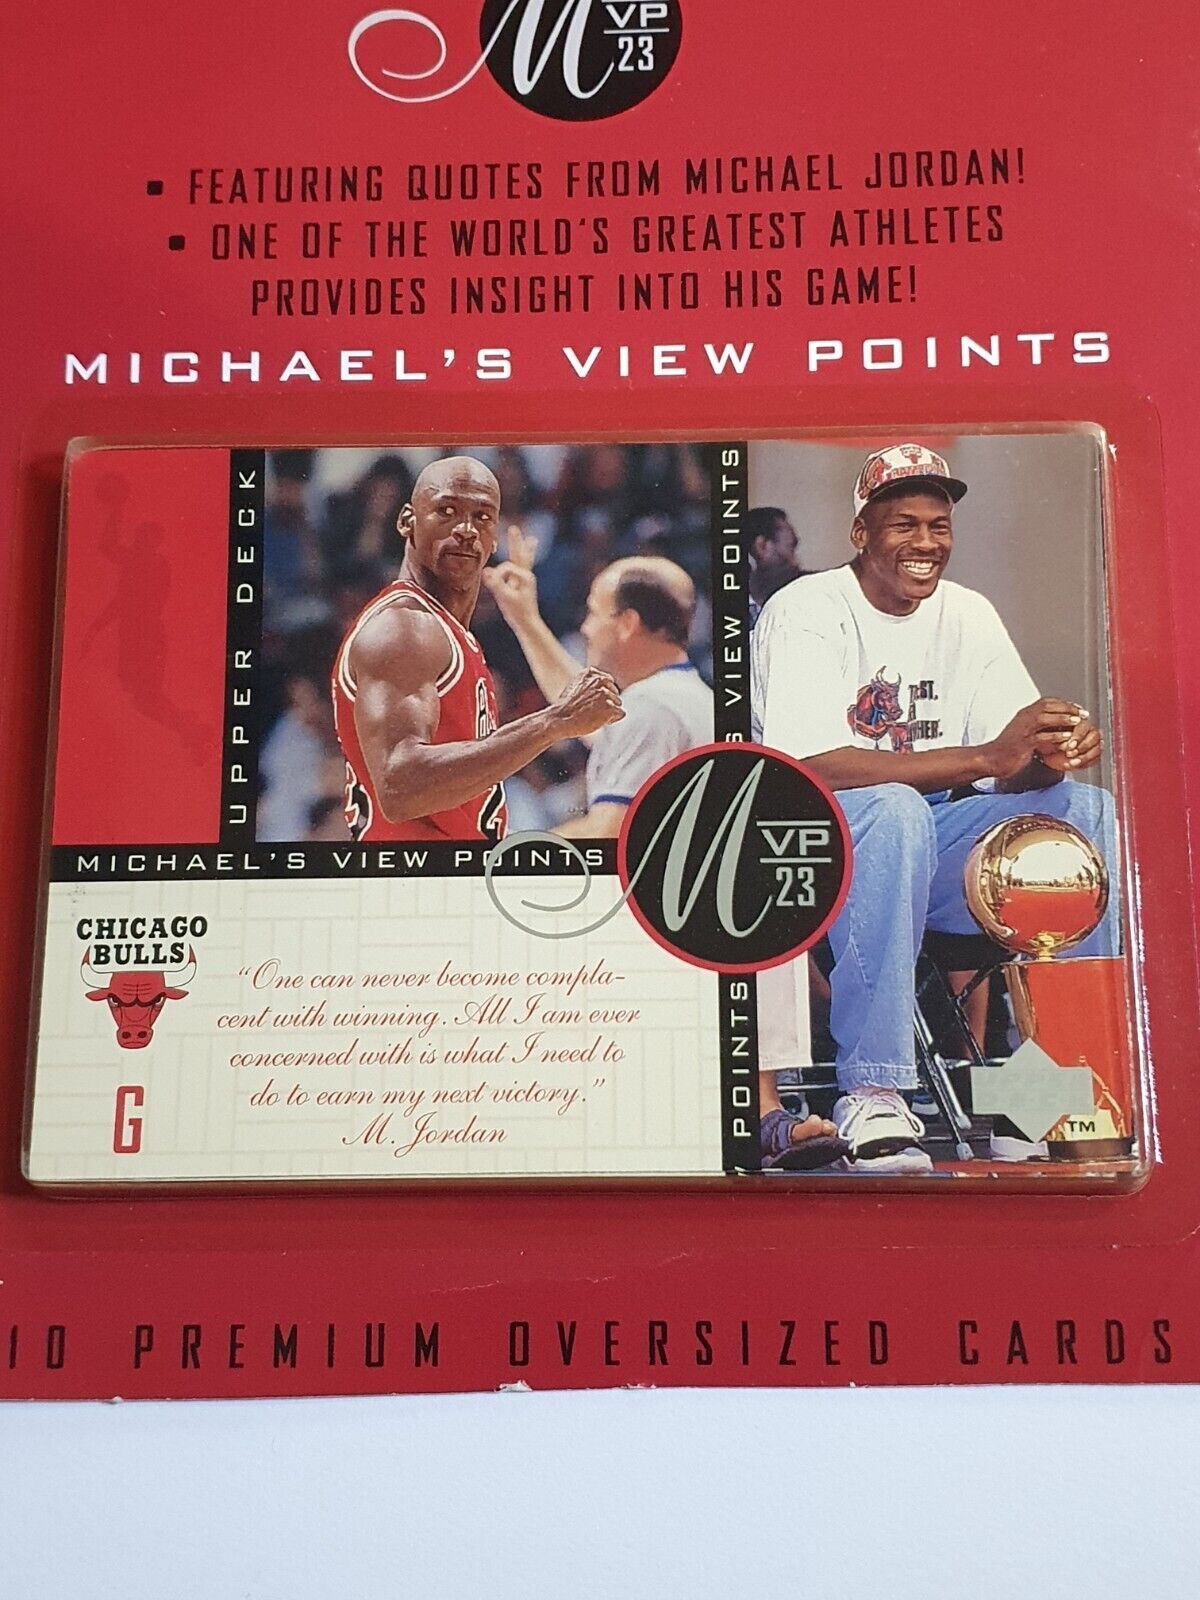 M VP
23
• FEATURING QUOTES FROM MICHAEL JORDAN!
• ONE OF THE WORLD'S GREATEST ATHLETES
PROVIDES INSIGHT INTO HIS GAME!
MICHAEL'S VIEW POINTS
UPPER DECK
VIEW POINTS
S
CHAMPIONS
MICHAEL'S VIEW POINTS
M VP
23
CHICAGO
BULLS
G
“One can never become compla-
cent with winning. All I am ever
concerned with is what I need to
do to earn my next victory.”
M. Jordan
POINTS
TM
10 PREMIUM OVERSIZED CARDS